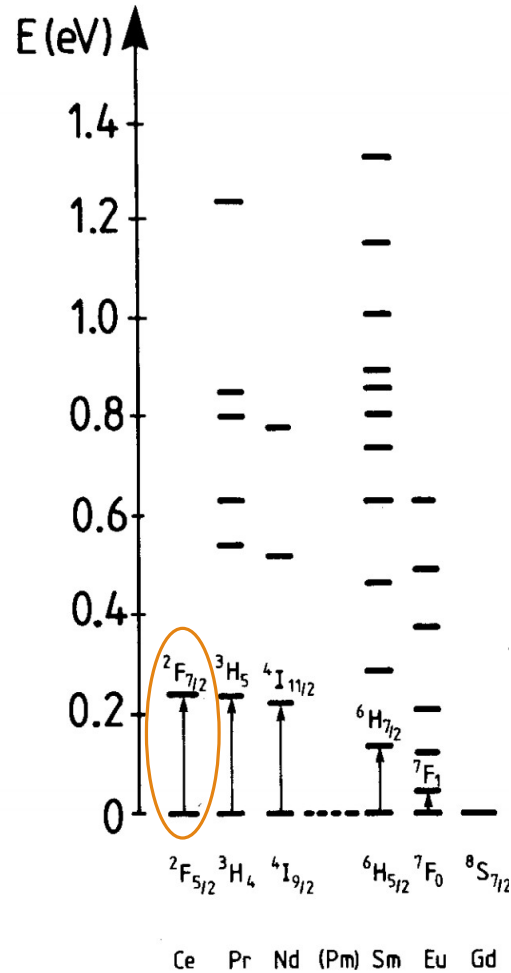 E (eV)
1.4
1.2
1.0
0.8
0.6
0.4
0.2
0
²F₇/₂ ³H₅ ⁴I₁₁/₂
⁶H₇/₂
⁷F₁
²F₅/₂ ³H₄ ⁴I₉/₂ ⁶H₅/₂ ⁷F₀ ⁸S₇/₂
Ce Pr Nd (Pm) Sm Eu Gd